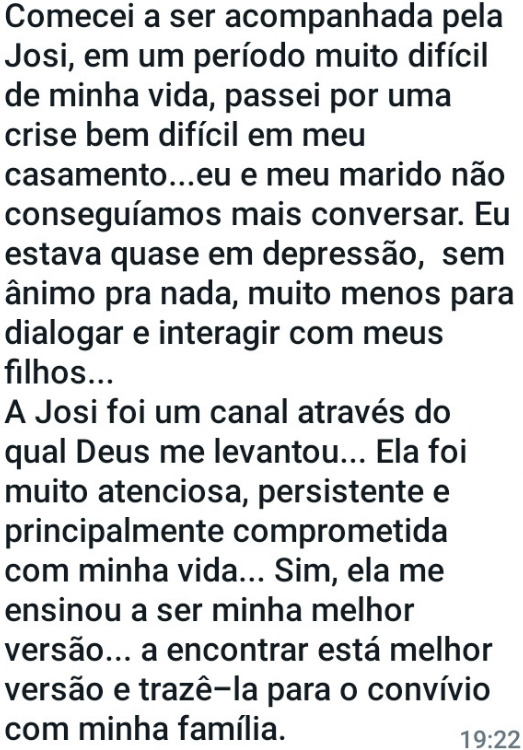 Comecei a ser acompanhada pela
Josi, em um período muito difícil
de minha vida, passei por uma
crise bem difícil em meu
casamento...eu e meu marido não
conseguíamos mais conversar. Eu
estava quase em depressão,  sem
ânimo pra nada, muito menos para
dialogar e interagir com meus
filhos...
A Josi foi um canal através do
qual Deus me levantou... Ela foi
muito atenciosa, persistente e
principalmente comprometida
com minha vida... Sim, ela me
ensinou a ser minha melhor
versão... a encontrar está melhor
versão e trazê–la para o convívio
com minha família.
19:22